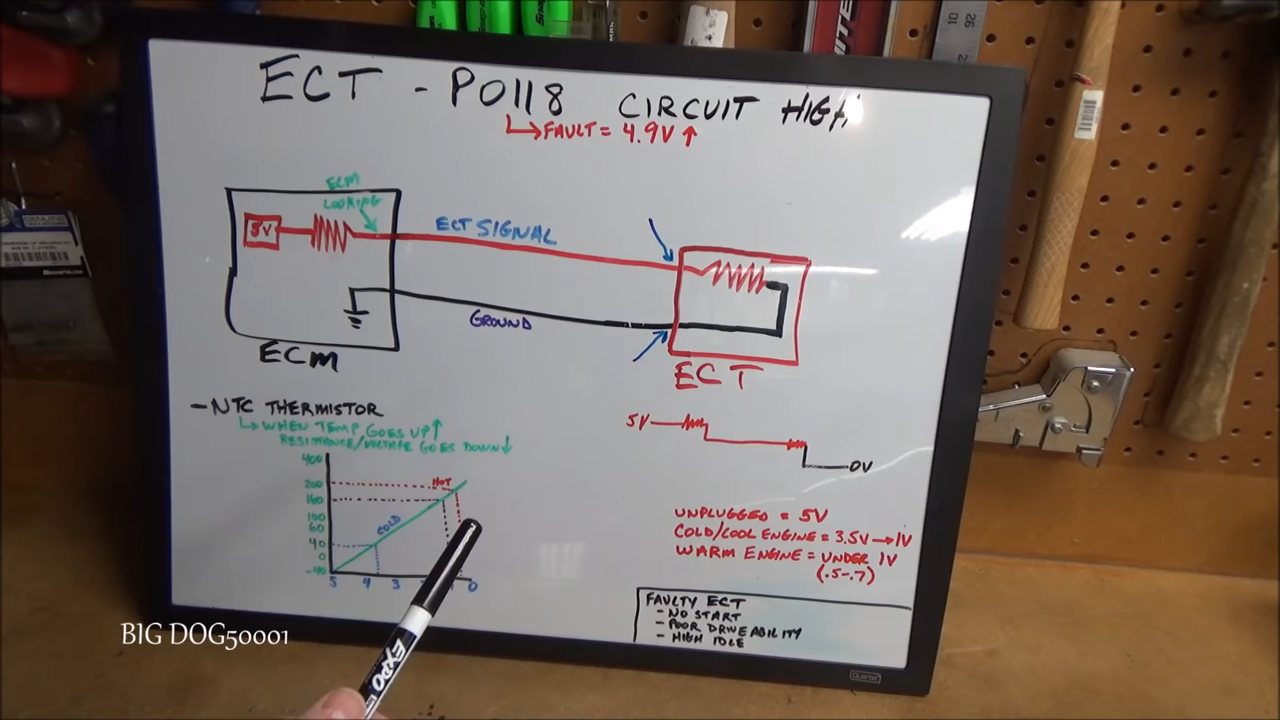 ECT - P0118 CIRCUIT HIGH
FAULT = 4.9V ↑
ECM
LOOKING
5V
ECT SIGNAL
GROUND
ECM
ECT
- NTC THERMISTOR
WHEN TEMP GOES UP ↑
RESISTANCE/VOLTAGE GOES DOWN ↓
400
200
160
100
60
40
0
-40
HOT
COLD
5 4 3 1 0
5V
0V
UNPLUGGED = 5V
COLD/COOL ENGINE = 3.5V → 1V
WARM ENGINE = UNDER 1V
(.5-.7)
FAULTY ECT
- NO START
- POOR DRIVEABILITY
- HIGH IDLE
EXPO
Quartet
BIG DOG50001